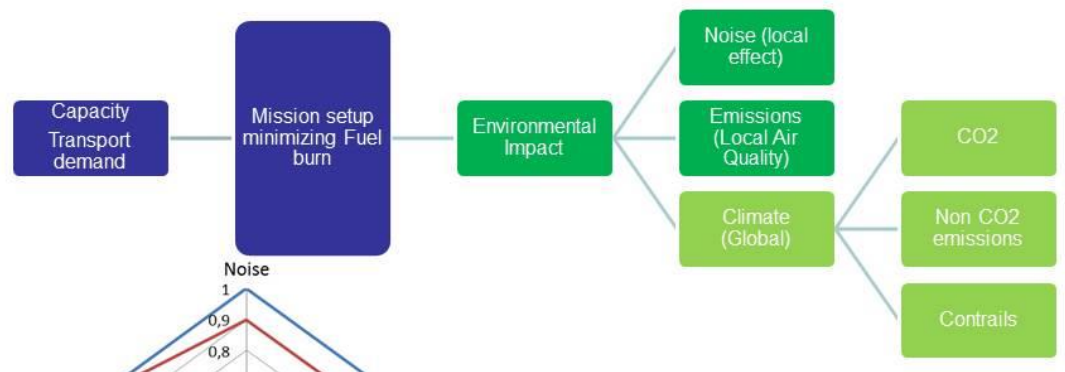 Capacity
Transport
demand
Mission setup
minimizing Fuel
burn
Environmental
Impact
Noise (local
effect)
Emissions
(Local Air
Quality)
Climate
(Global)
CO2
Non CO2
emissions
Contrails
Noise
1
0,9
0,8